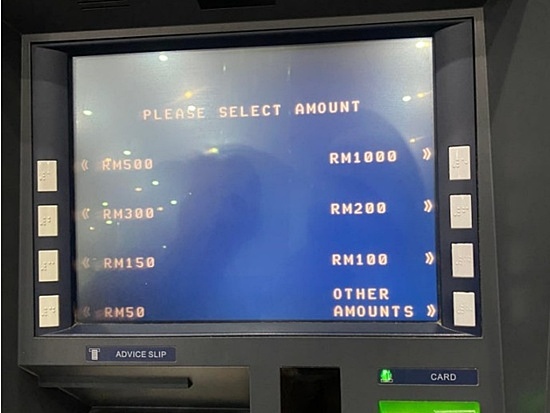 PLEASE SELECT AMOUNT
« RM500
RM1000 »
« RM300
RM200 »
« RM150
RM100 »
« RM50
OTHER
AMOUNTS »
ADVICE SLIP
CARD